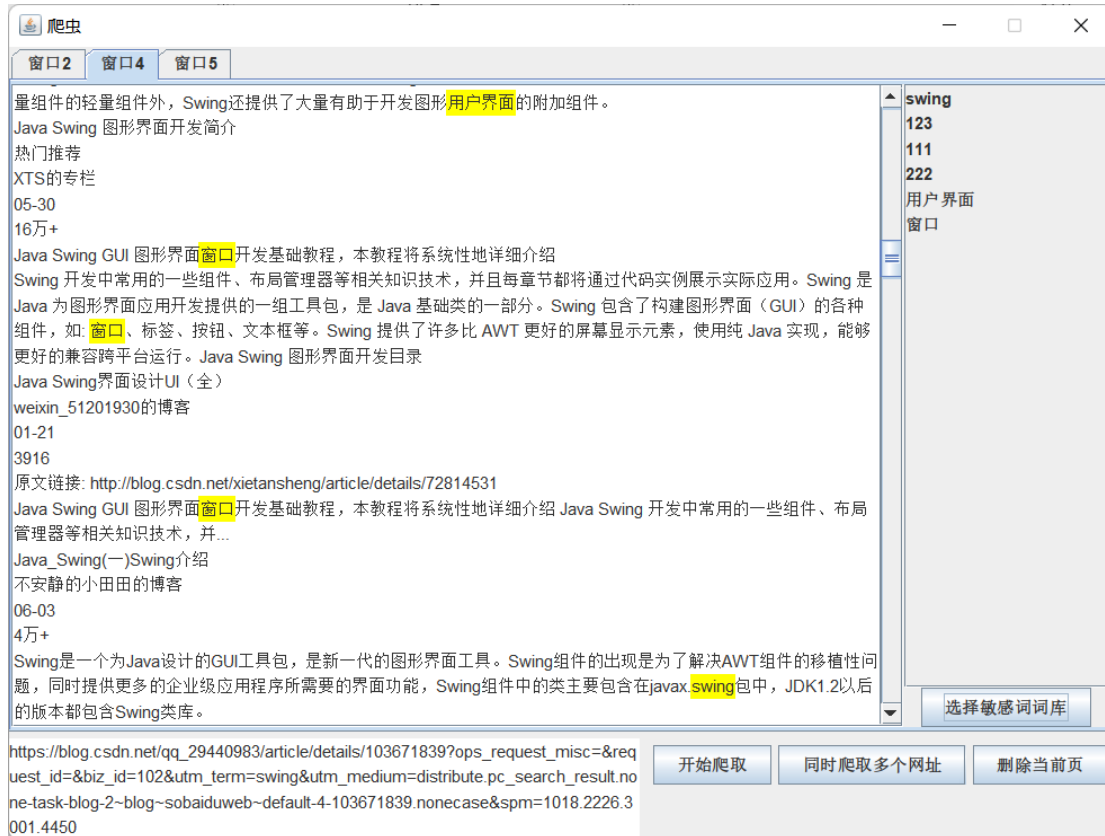 爬虫
窗口2 窗口4 窗口5
量组件的轻量组件外，Swing还提供了大量有助于开发图形用户界面的附加组件。
Java Swing 图形界面开发简介
热门推荐
XTS的专栏
05-30
16万+
Java Swing GUI 图形界面窗口开发基础教程，本教程将系统性地详细介绍
Swing 开发中常用的一些组件、布局管理器等相关知识技术，并且每章节都将通过代码实例展示实际应用。Swing 是
Java 为图形界面应用开发提供的一组工具包，是 Java 基础类的一部分。Swing 包含了构建图形界面（GUI）的各种
组件，如: 窗口、标签、按钮、文本框等。Swing 提供了许多比 AWT 更好的屏幕显示元素，使用纯 Java 实现，能够
更好的兼容跨平台运行。Java Swing 图形界面开发目录
Java Swing界面设计UI（全）
weixin_51201930的博客
01-21
3916
原文链接: http://blog.csdn.net/xietansheng/article/details/72814531
Java Swing GUI 图形界面窗口开发基础教程，本教程将系统性地详细介绍 Java Swing 开发中常用的一些组件、布局
管理器等相关知识技术，并...
Java_Swing(一)Swing介绍
不安静的小田田的博客
06-03
4万+
Swing是一个为Java设计的GUI工具包，是新一代的图形界面工具。Swing组件的出现是为了解决AWT组件的移植性问
题，同时提供更多的企业级应用程序所需要的界面功能，Swing组件中的类主要包含在javax.swing包中，JDK1.2以后
的版本都包含Swing类库。
swing
123
111
222
用户界面
窗口
选择敏感词词库
https://blog.csdn.net/qq_29440983/article/details/103671839?ops_request_misc=&req
uest_id=&biz_id=102&utm_term=swing&utm_medium=distribute.pc_search_result.no
ne-task-blog-2~blog~sobaiduweb~default-4-103671839.nonecase&spm=1018.2226.3
001.4450
开始爬取 同时爬取多个网址 删除当前页